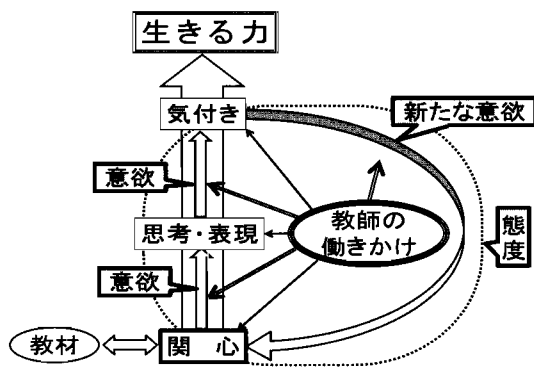 生きる力
気付き
新たな意欲
意欲
教師の
働きかけ
思考・表現
態度
意欲
教材
関 心